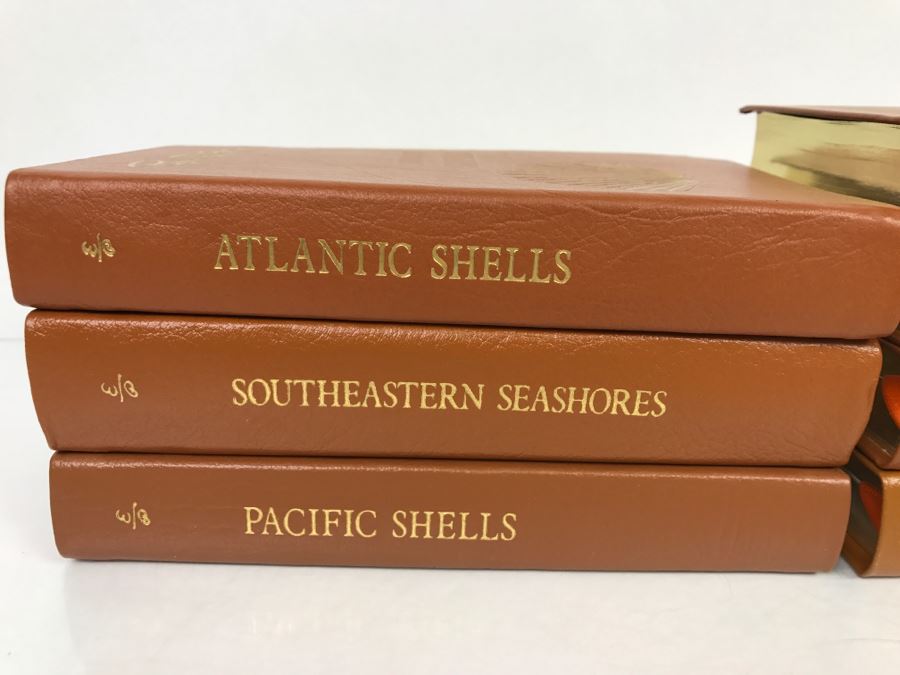 ATLANTIC SHELLS
SOUTHEASTERN SEASHORES
PACIFIC SHELLS